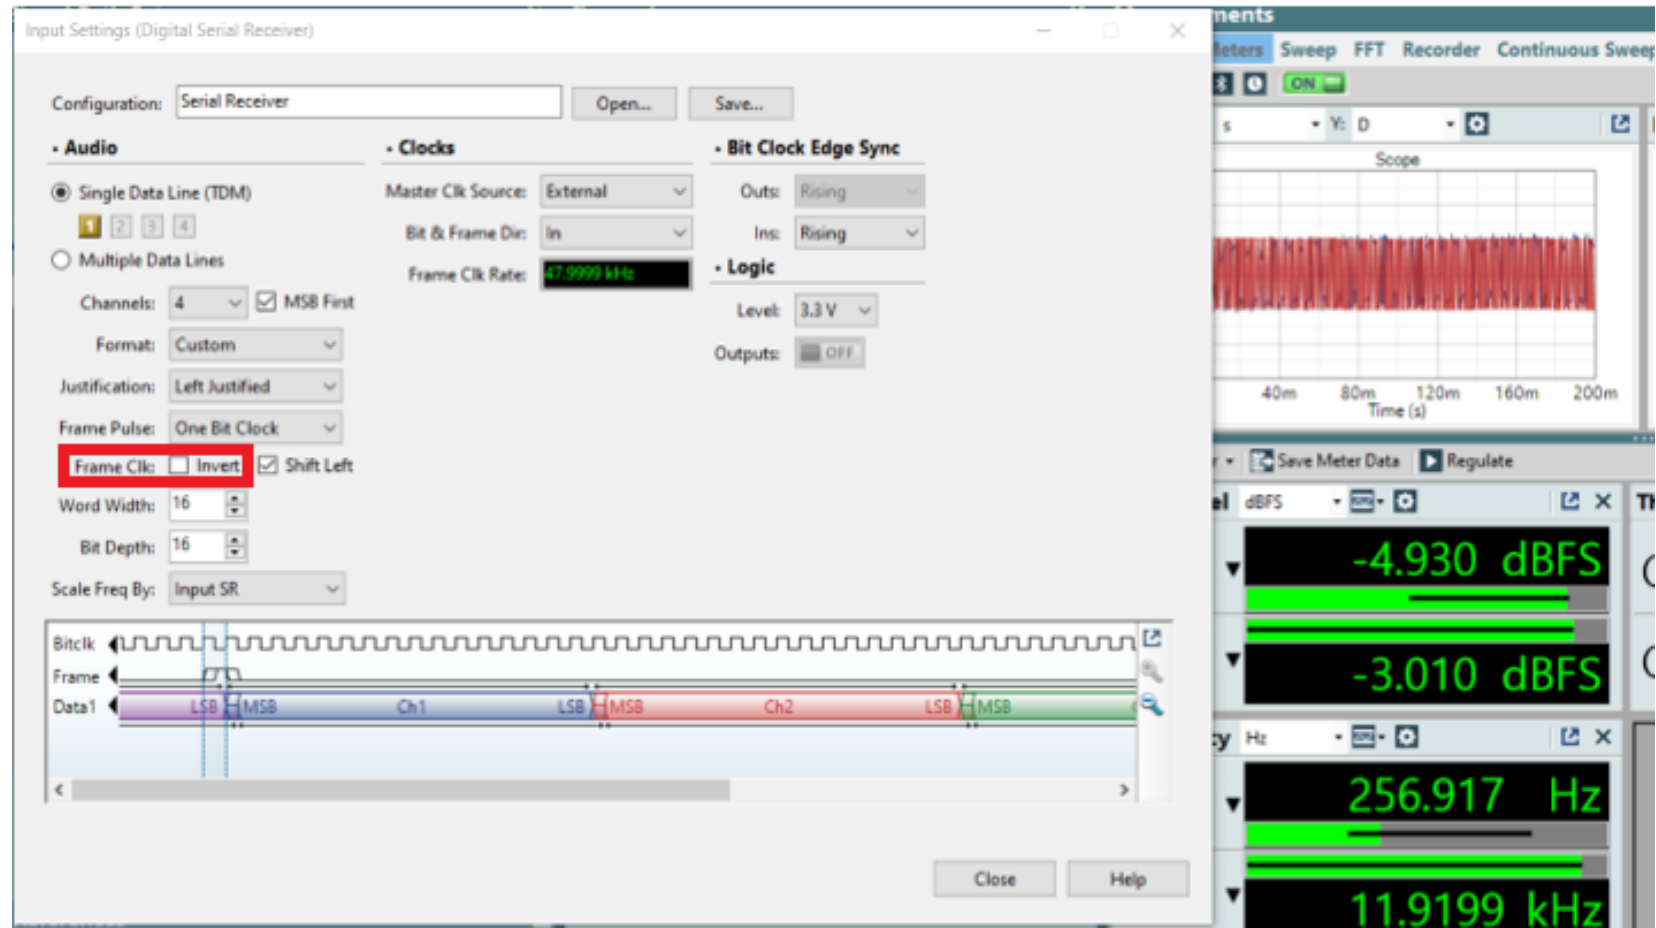 Input Settings (Digital Serial Receiver)
Configuration: Serial Receiver Open... Save...
Audio
Single Data Line (TDM)
1 2 3 4
Multiple Data Lines
Channels: 4 MSB First
Format: Custom
Justification: Left Justified
Frame Pulse: One Bit Clock
Frame Clk: Invert Shift Left
Word Width: 16
Bit Depth: 16
Scale Freq By: Input SR
Clocks
Master Clk Source: External
Bit & Frame Dir: In
Frame Clk Rate: 47.9999 kHz
Bit Clock Edge Sync
Outs: Rising
Ins: Rising
Logic
Level: 3.3 V
Outputs: OFF
Bitclk
Frame
Data1 LSB MSB Ch1 LSB MSB Ch2 LSB MSB
Close Help
Sweep FFT Recorder Continuous Sweep
ON
s Y: D
Scope
40m 80m 120m 160m 200m
Time (s)
Save Meter Data Regulate
dBFS
-4.930 dBFS
-3.010 dBFS
Hz
256.917 Hz
11.9199 kHz